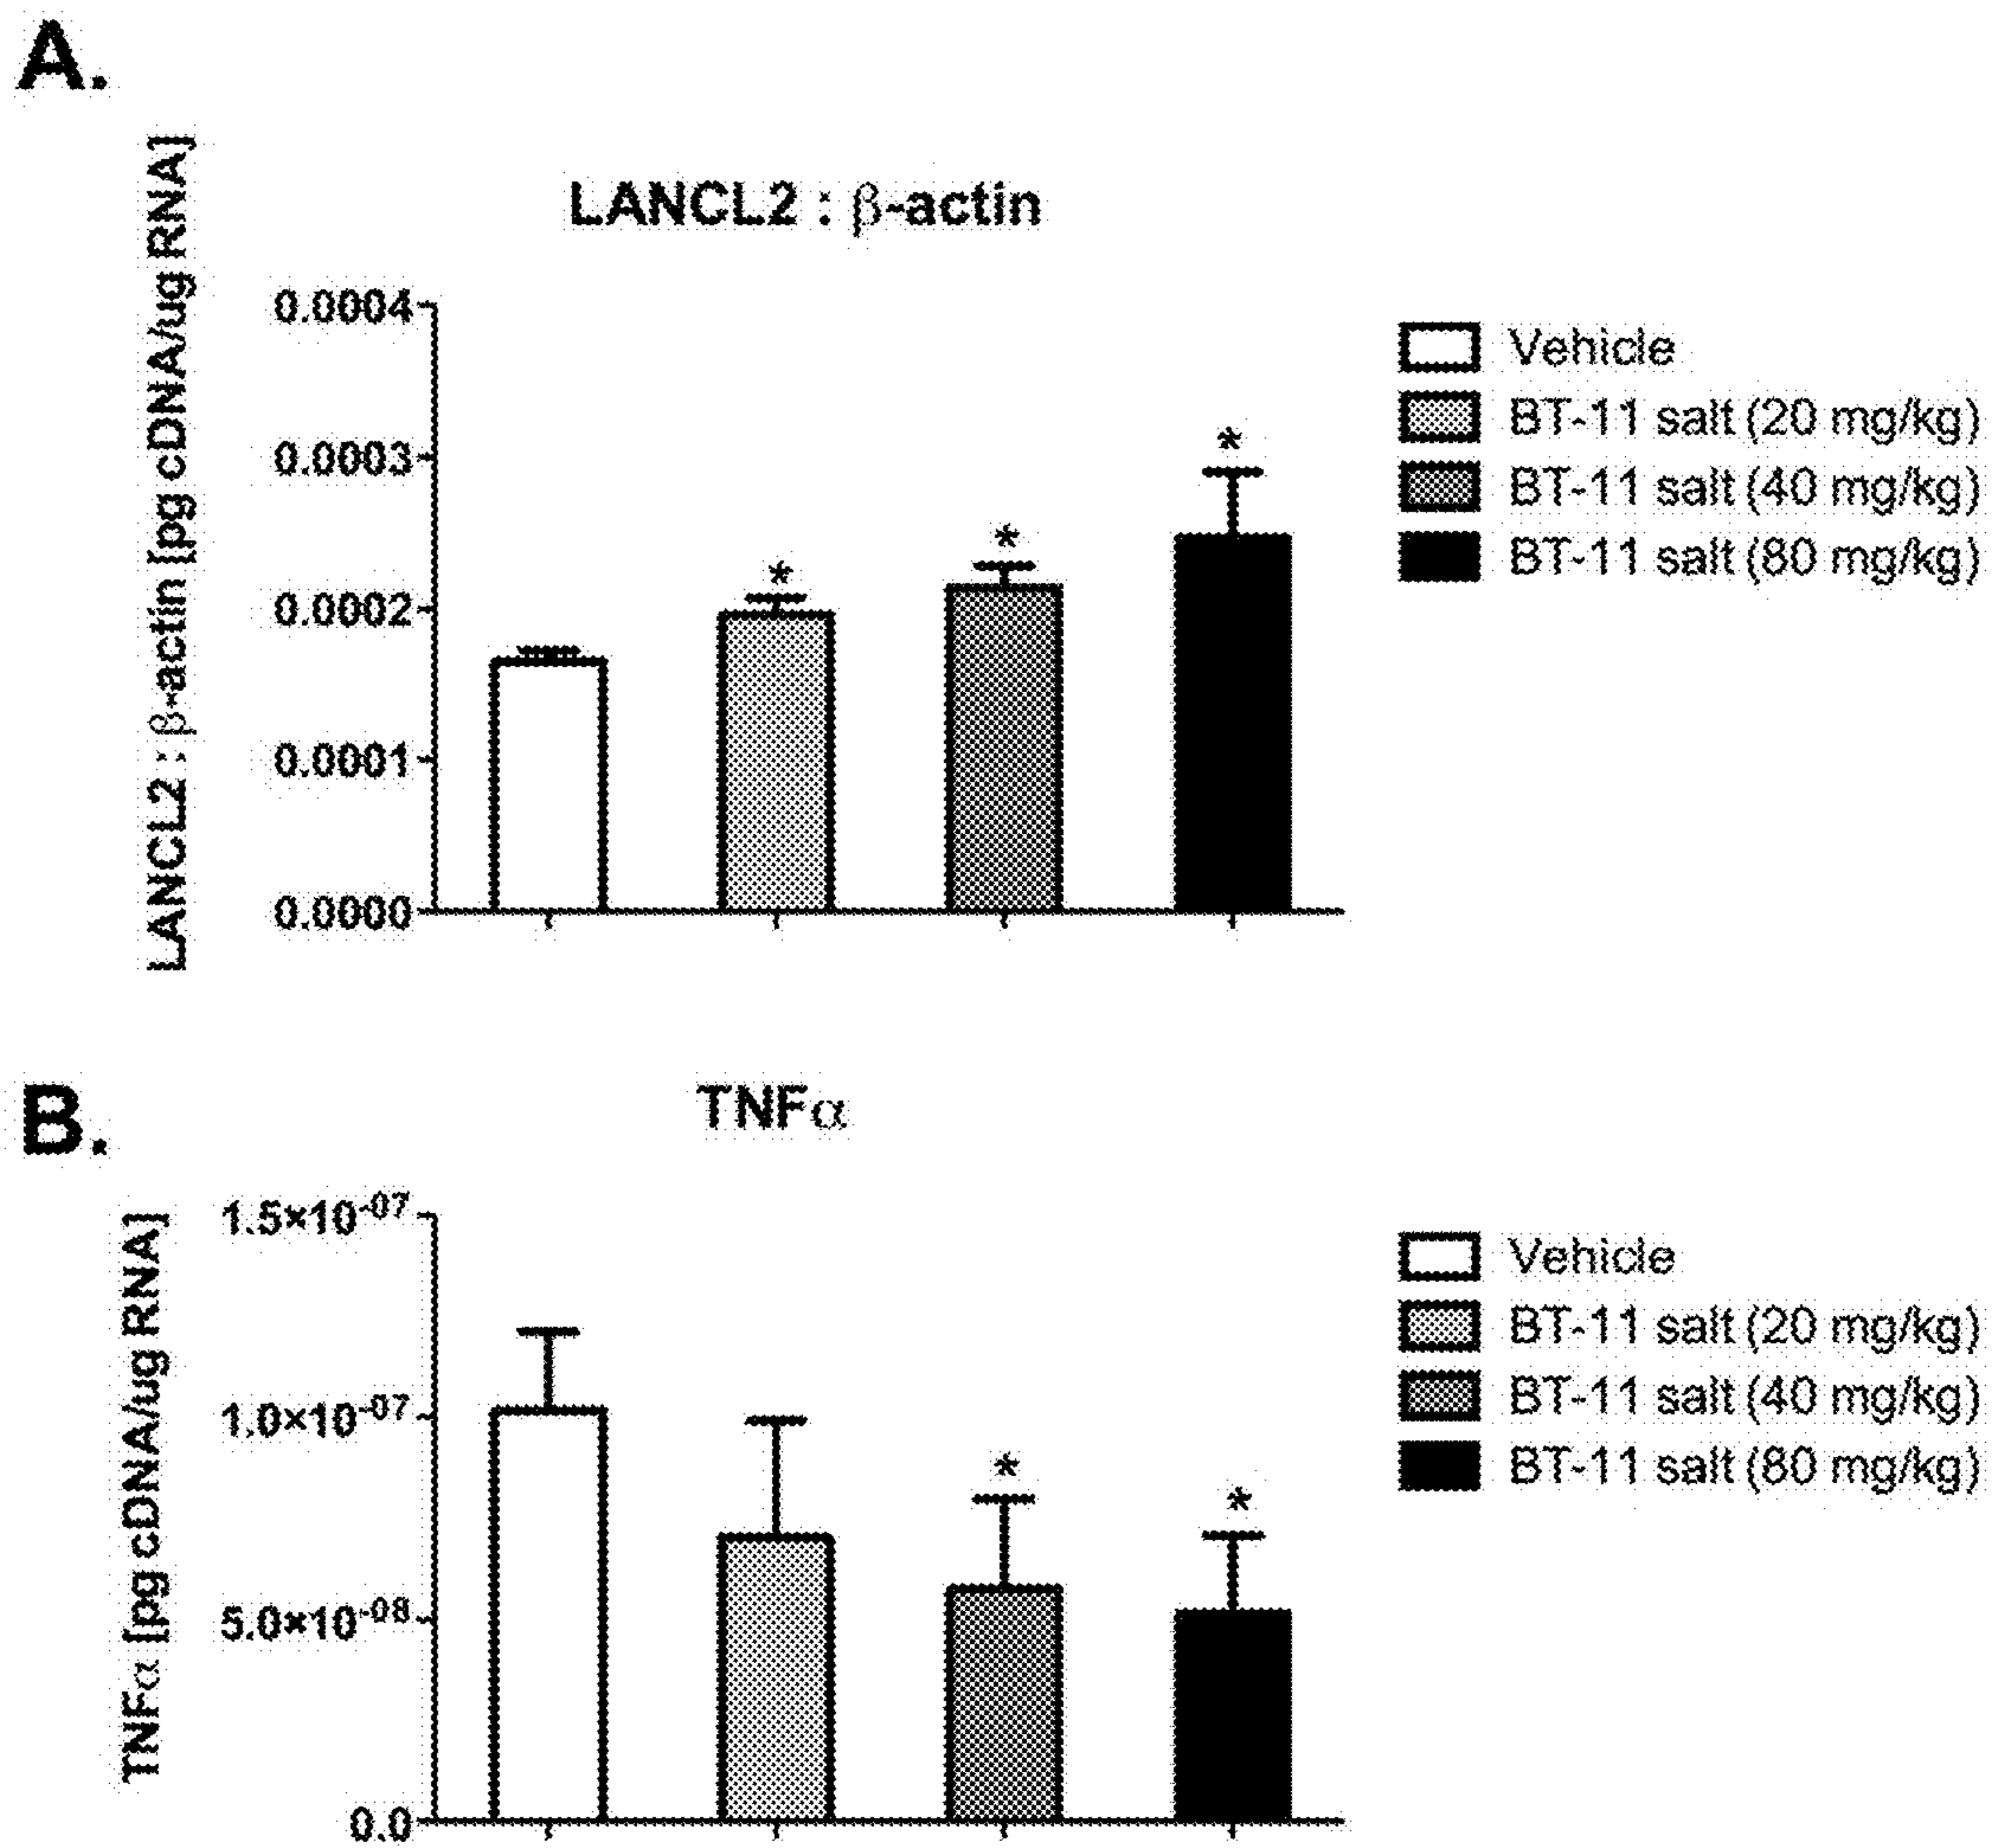 A.
LANCL2 : β-actin [pg cDNA/ug RNA]
LANCL2 : β-actin
0.0004
0.0003
0.0002
0.0001
0.0000
*
*
*
Vehicle
BT-11 salt (20 mg/kg)
BT-11 salt (40 mg/kg)
BT-11 salt (80 mg/kg)
B.
TNFα [pg cDNA/ug RNA]
TNFα
1.5×10⁻⁰⁷
1.0×10⁻⁰⁷
5.0×10⁻⁰⁸
0.0
*
*
Vehicle
BT-11 salt (20 mg/kg)
BT-11 salt (40 mg/kg)
BT-11 salt (80 mg/kg)